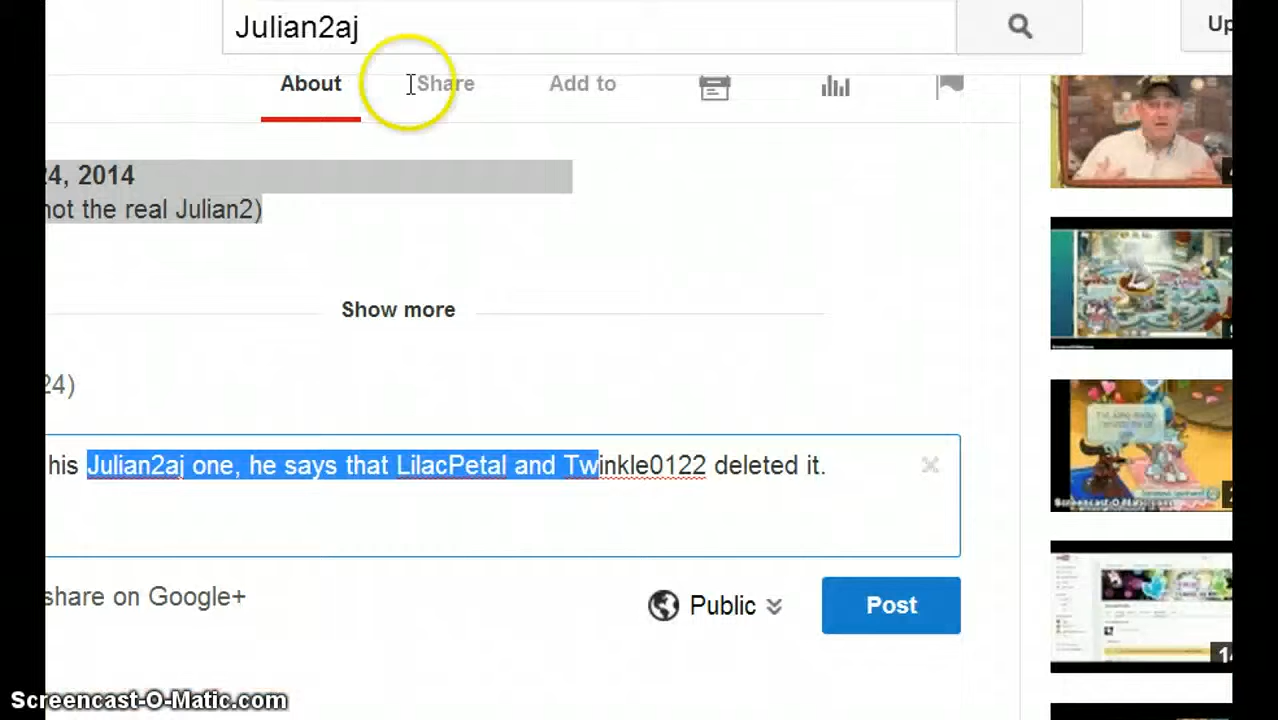 Julian2aj
Up
About
Share
Add to
24, 2014
not the real Julian2)
Show more
24)
his Julian2aj one, he says that LilacPetal and Twinkle0122 deleted it.
share on Google+
Public
Post
Screencast-O-Matic.com